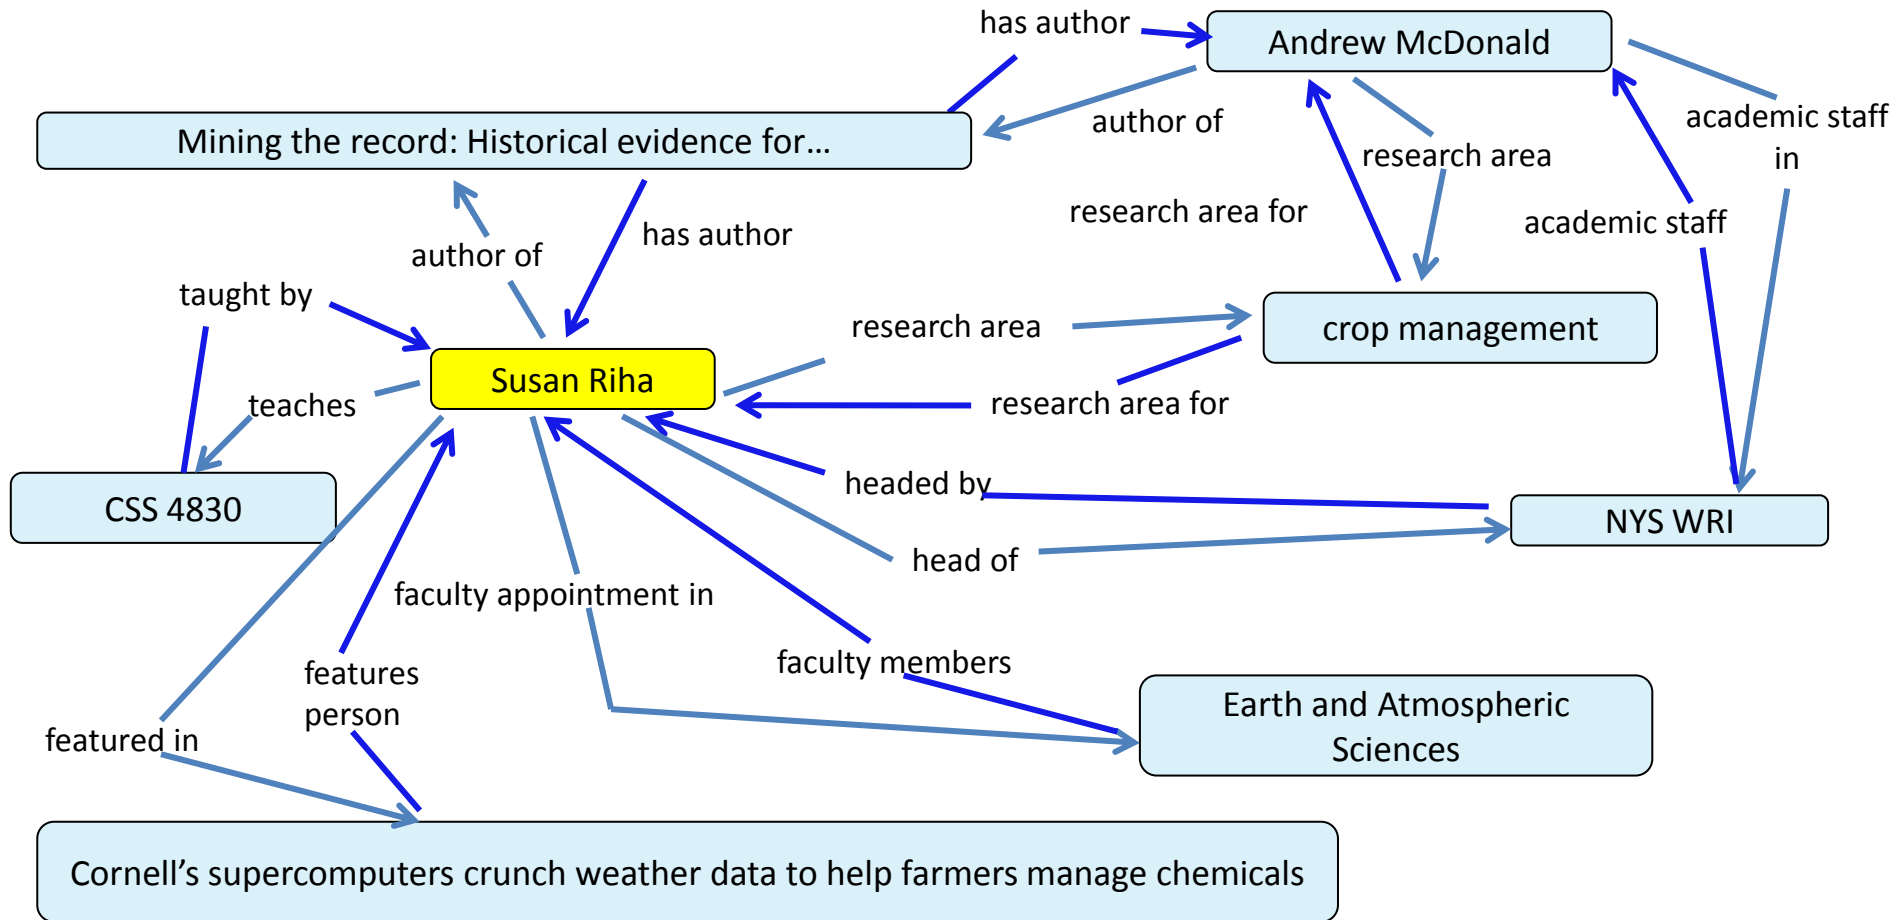 has author
Andrew McDonald
author of
academic staff
in
Mining the record: Historical evidence for…
research area
research area for
academic staff
has author
author of
taught by
research area
crop management
Susan Riha
teaches
research area for
headed by
CSS 4830
NYS WRI
head of
faculty appointment in
features
person
faculty members
Earth and Atmospheric
Sciences
featured in
Cornell’s supercomputers crunch weather data to help farmers manage chemicals